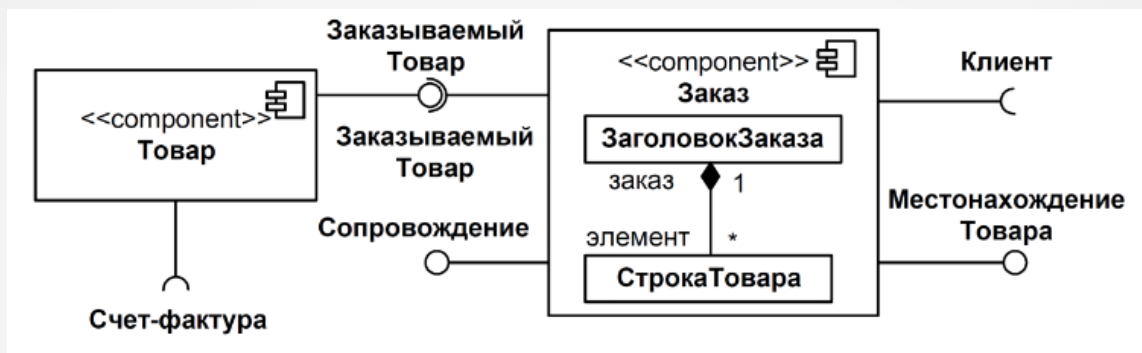 <<component>>
Товар
Счет-фактура
Заказываемый
Товар
Заказываемый
Товар
Сопровождение
<<component>>
Заказ
ЗаголовокЗаказа
заказ 1
элемент *
СтрокаТовара
Клиент
Местонахождение
Товара